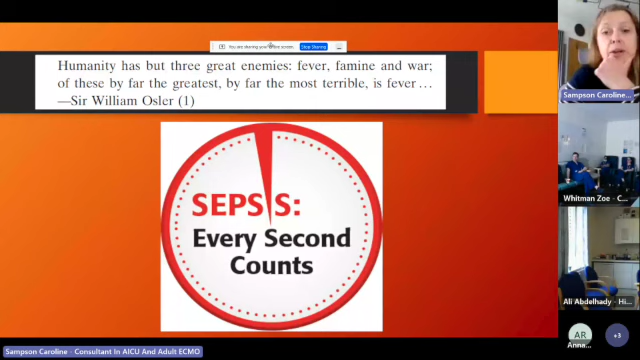 You are sharing your entire screen
Stop Sharing
Humanity has but three great enemies: fever, famine and war;
of these by far the greatest, by far the most terrible, is fever …
—Sir William Osler (1)
SEPSIS:
Every Second
Counts
Sampson Caroline...
Whitman Zoe - C...
Ali Abdelhady - Hi...
AR
Anna...
+3
Sampson Caroline - Consultant In AICU And Adult ECMO